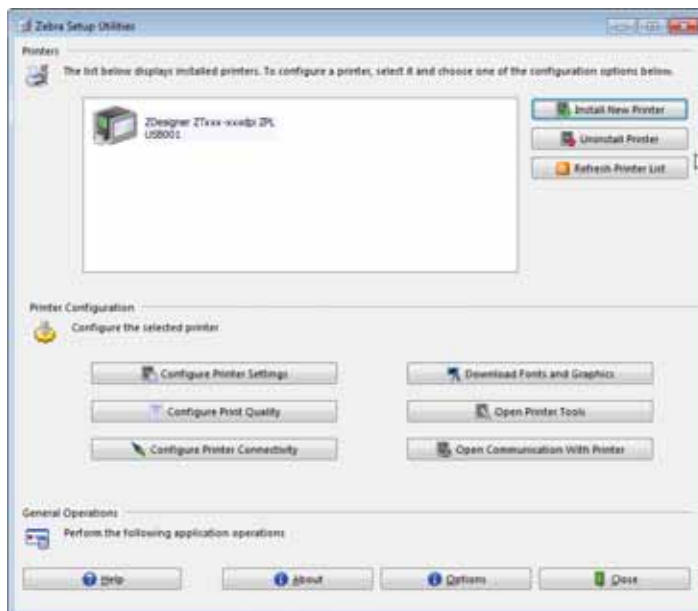 Zebra Setup Utilities
Printers
The list below displays installed printers. To configure a printer, select it and choose one of the configuration options below.
ZDesigner ZTxxx-xxxdpi ZPL
USB001
Install New Printer
Uninstall Printer
Refresh Printer List
Printer Configuration
Configure the selected printer
Configure Printer Settings
Download Fonts and Graphics
Configure Print Quality
Open Printer Tools
Configure Printer Connectivity
Open Communication With Printer
General Operations
Perform the following application operations
Help
About
Options
Close